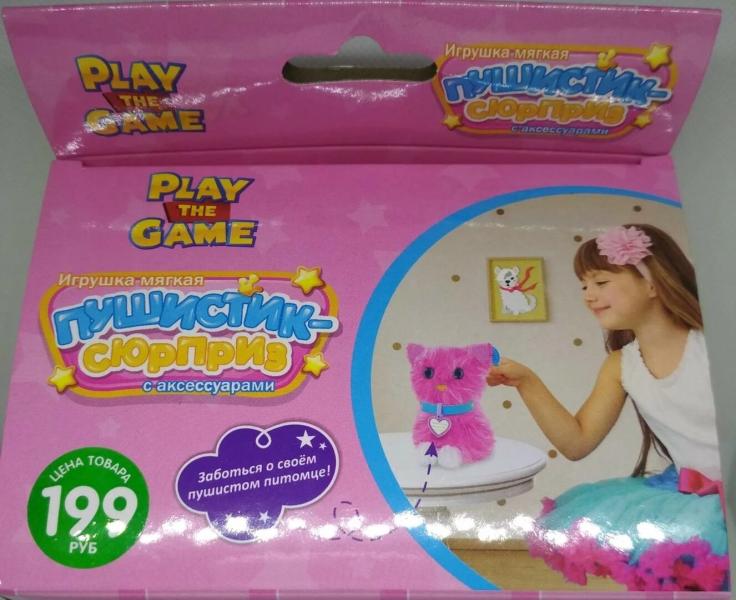 PLAY
THE
GAME
Игрушка мягкая
ПУШИСТИК-
СЮРПРИЗ
с аксессуарами
PLAY
THE
GAME
Игрушка мягкая
ПУШИСТИК-
СЮРПРИЗ
с аксессуарами
Заботься о своём
пушистом питомце!
ЦЕНА ТОВАРА
199
РУБ